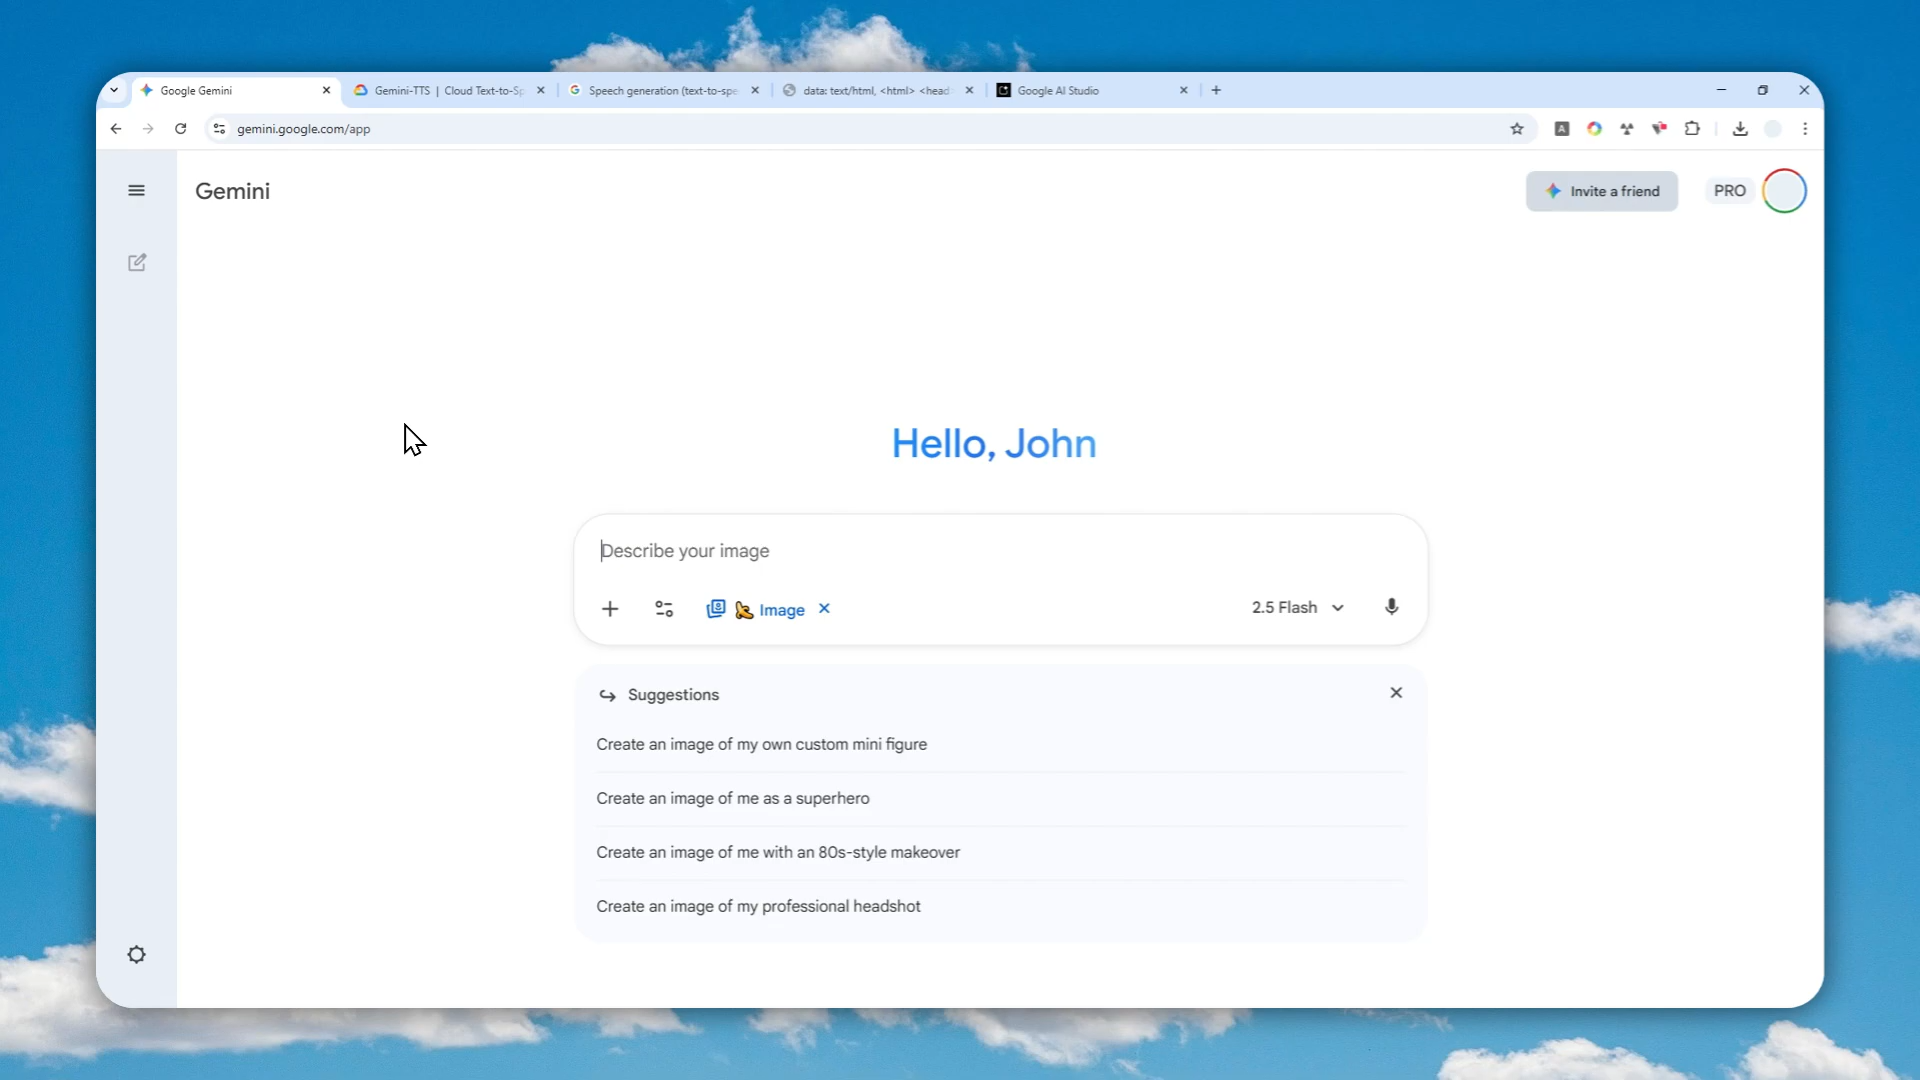 Google Gemini
Gemini-TTS | Cloud Text-to-Sp
Speech generation (text-to-spe
data: text/html, <html> <head>
Google AI Studio
gemini.google.com/app
A
Gemini
Invite a friend
PRO
Hello, John
Describe your image
Image
2.5 Flash
Suggestions
Create an image of my own custom mini figure
Create an image of me as a superhero
Create an image of me with an 80s-style makeover
Create an image of my professional headshot